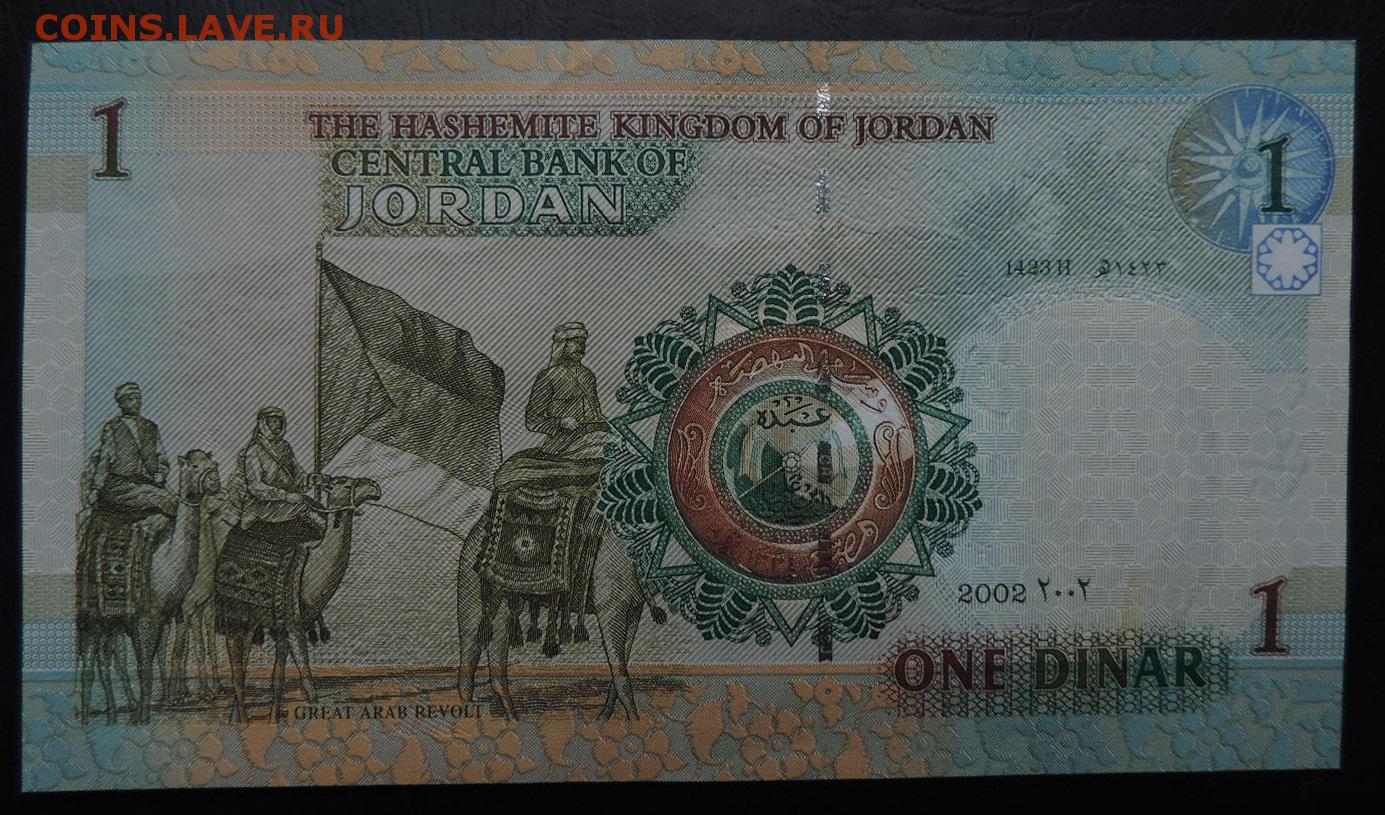 COINS.LAVE.RU
1
THE HASHEMITE KINGDOM OF JORDAN
CENTRAL BANK OF
JORDAN
1
1423 H ١٤٢٣هـ
عبده
2002 ٢٠٠٢
1
ONE DINAR
GREAT ARAB REVOLT